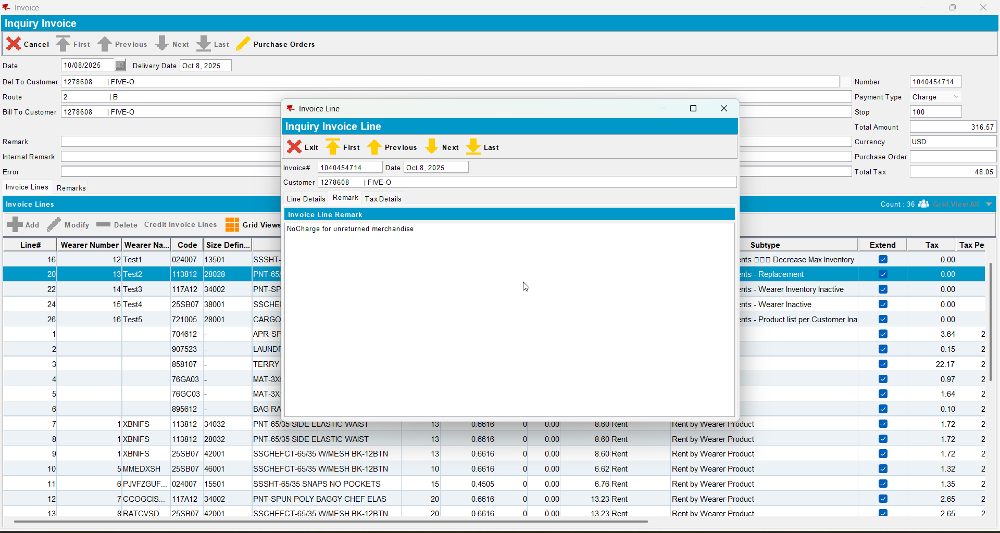 Invoice
Inquiry Invoice
Cancel First Previous Next Last Purchase Orders
Date 10/08/2025 Delivery Date Oct 8, 2025
Del To Customer 1278608 | FIVE-O ... Number 1040454714
Route 2 | B Payment Type Charge
Bill To Customer 1278608 | FIVE-O Stop 100
Total Amount 316.57
Remark Currency USD
Internal Remark Purchase Order
Error Total Tax 48.05
Invoice Lines Remarks
Invoice Lines Count : 36 Grid View All
Add Modify Delete Credit Invoice Lines Grid Views
Invoice Line
Inquiry Invoice Line
Exit First Previous Next Last
Invoice# 1040454714 Date Oct 8, 2025
Customer 1278608 | FIVE-O
Line Details Remark Tax Details
Invoice Line Remark
NoCharge for unreturned merchandise
Line# Wearer Number Wearer Na... Code Size Defin... Subtype Extend Tax Tax Pe
16 12 Test1 024007 13501 SSSHT- ents □□□ Decrease Max Inventory 0.00
20 13 Test2 113812 28028 PNT-65/ ents - Replacement 0.00
22 14 Test3 117A12 34002 PNT-SP ents - Wearer Inventory Inactive 0.00
24 15 Test4 25SB07 38001 SSCHE ents - Wearer Inactive 0.00
26 16 Test5 721005 28001 CARGO ents - Product list per Customer Ina 0.00
1 704612 - APR-SP 3.64 2
2 907523 - LAUNDR 0.15 2
3 858107 - TERRY 22.17 2
4 76GA03 - MAT-3X 0.97 2
5 76GC03 - MAT-3X 1.64 2
6 895612 - BAG RA 0.10 2
7 1 XBNIFS 113812 34032 PNT-65/35 SIDE ELASTIC WAIST 13 0.6616 0 0.00 8.60 Rent Rent by Wearer Product 1.72 2
8 1 XBNIFS 113812 28032 PNT-65/35 SIDE ELASTIC WAIST 13 0.6616 0 0.00 8.60 Rent Rent by Wearer Product 1.72 2
9 1 XBNIFS 25SB07 42001 SSCHEFCT-65/35 W/MESH BK-12BTN 13 0.6616 0 0.00 8.60 Rent Rent by Wearer Product 1.72 2
10 5 MMEDXSH 25SB07 46001 SSCHEFCT-65/35 W/MESH BK-12BTN 10 0.6616 0 0.00 6.62 Rent Rent by Wearer Product 1.32 2
11 6 PJVFZGUF... 024007 15501 SSSHT-65/35 SNAPS NO POCKETS 15 0.4505 0 0.00 6.76 Rent Rent by Wearer Product 1.35 2
12 7 CCOGCIS... 117A12 34002 PNT-SPUN POLY BAGGY CHEF ELAS 20 0.6616 0 0.00 13.23 Rent Rent by Wearer Product 2.65 2
13 8 RATCVSD 25SB07 42001 SSCHEFCT-65/35 W/MESH BK-12BTN 20 0.6616 0 0.00 13.23 Rent Rent by Wearer Product 2.65 2